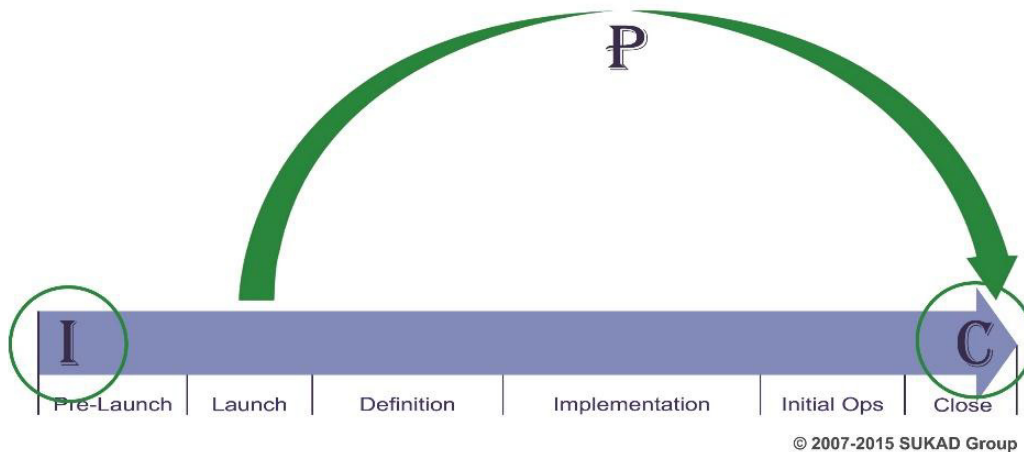 P
I
C
Pre-Launch
Launch
Definition
Implementation
Initial Ops
Close
© 2007-2015 SUKAD Group